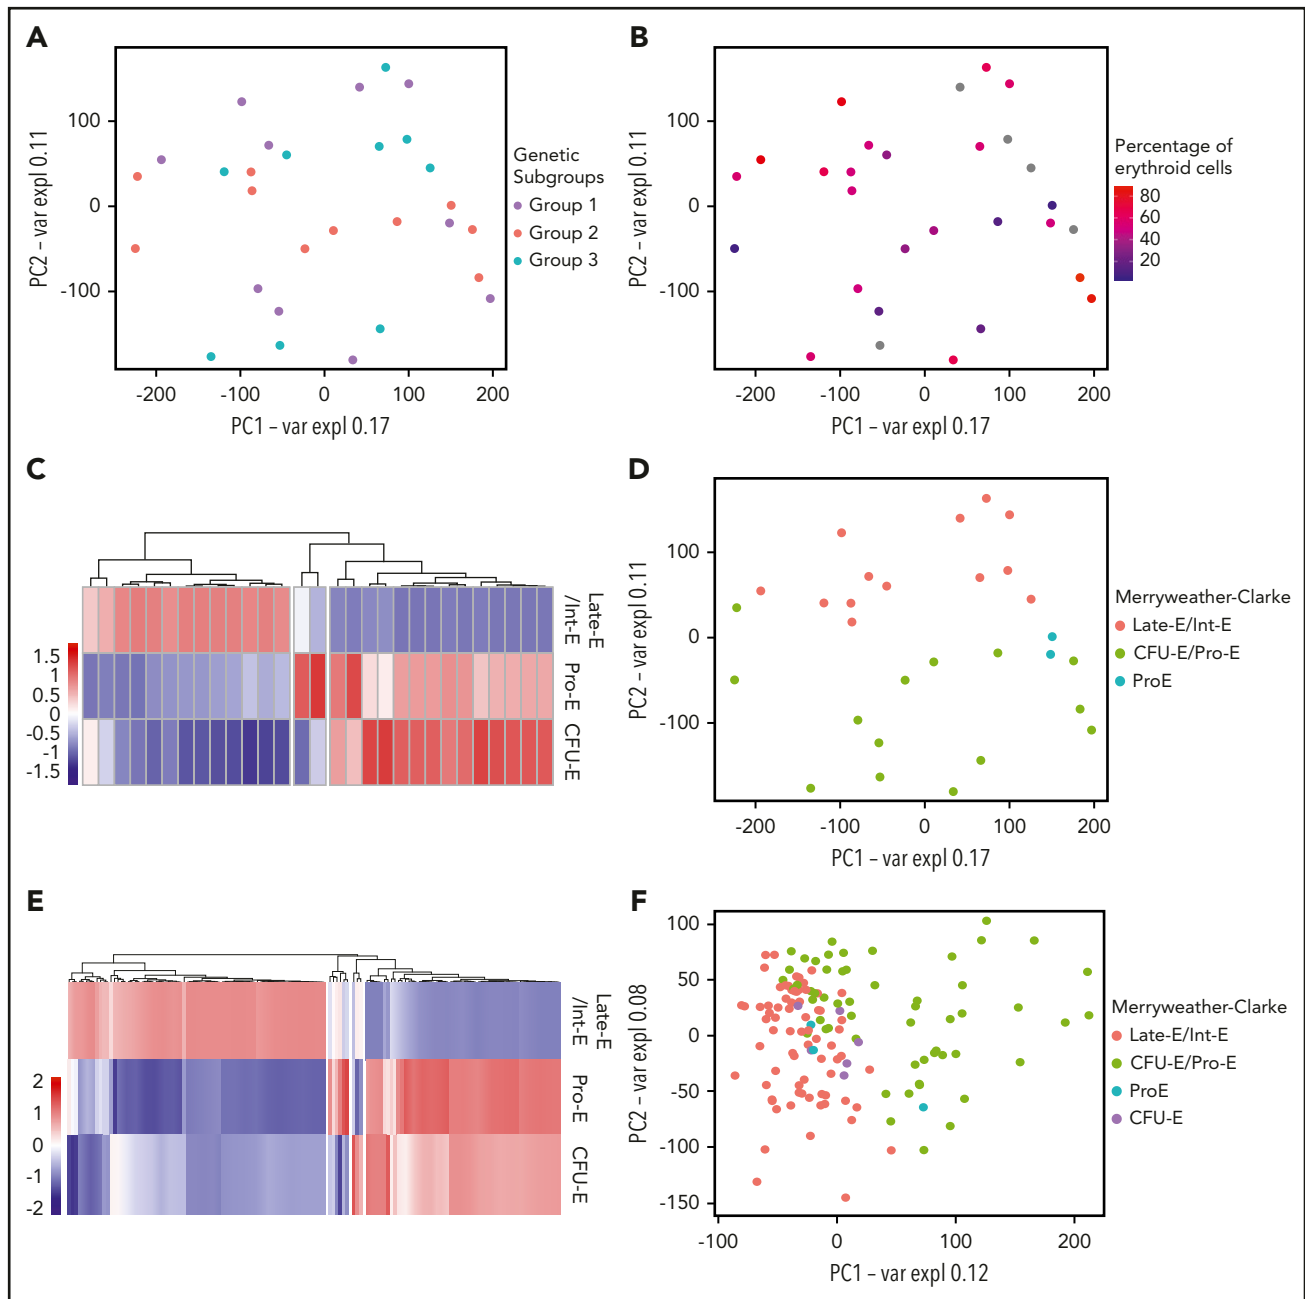 A
100
0
-100
-200
-100
0
100
200
PC2 – var expl 0.11
PC1 – var expl 0.17
Genetic
Subgroups
Group 1
Group 2
Group 3
B
100
0
-100
-200
-100
0
100
200
PC2 – var expl 0.11
PC1 – var expl 0.17
Percentage of
erythroid cells
80
60
40
20
C
1.5
1
0.5
0
-0.5
-1
-1.5
Late-E
/Int-E
Pro-E
CFU-E
D
100
0
-100
-200
-100
0
100
200
PC2 – var expl 0.11
PC1 – var expl 0.17
Merryweather-Clarke
Late-E/Int-E
CFU-E/Pro-E
ProE
E
2
1
0
-1
-2
Late-E
/Int-E
Pro-E
CFU-E
F
100
50
0
-50
-100
-150
-100
0
100
200
PC2 – var expl 0.08
PC1 – var expl 0.12
Merryweather-Clarke
Late-E/Int-E
CFU-E/Pro-E
ProE
CFU-E